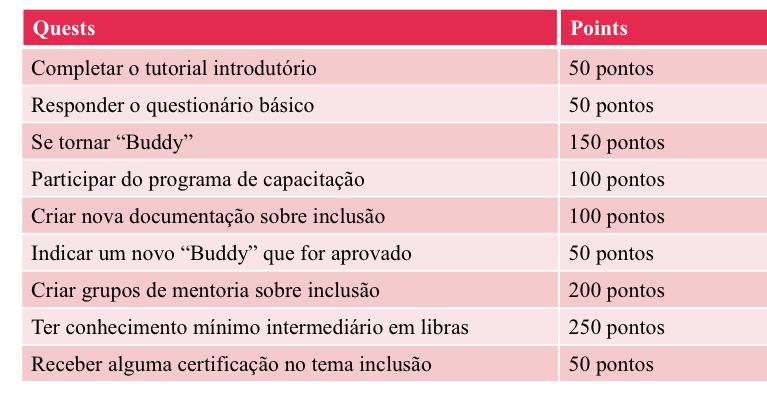 Quests Points
Completar o tutorial introdutório 50 pontos
Responder o questionário básico 50 pontos
Se tornar “Buddy” 150 pontos
Participar do programa de capacitação 100 pontos
Criar nova documentação sobre inclusão 100 pontos
Indicar um novo “Buddy” que for aprovado 50 pontos
Criar grupos de mentoria sobre inclusão 200 pontos
Ter conhecimento mínimo intermediário em libras 250 pontos
Receber alguma certificação no tema inclusão 50 pontos